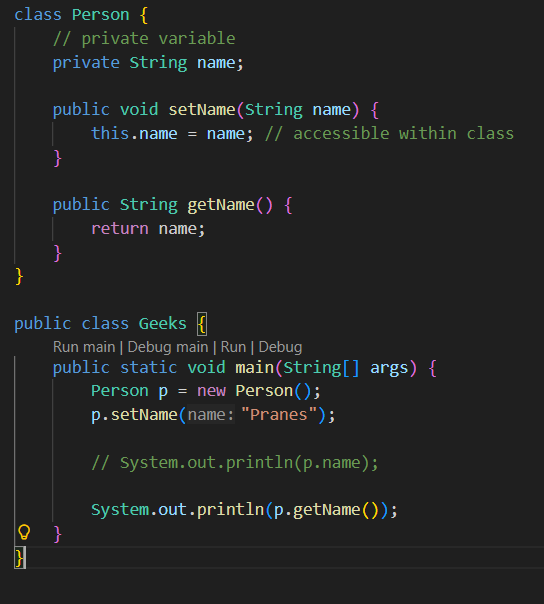 class Person {
    // private variable
    private String name;

    public void setName(String name) {
        this.name = name; // accessible within class
    }

    public String getName() {
        return name;
    }
}

public class Geeks {
    Run main | Debug main | Run | Debug
    public static void main(String[] args) {
        Person p = new Person();
        p.setName(name: "Pranes");

        // System.out.println(p.name);

        System.out.println(p.getName());
    }
}